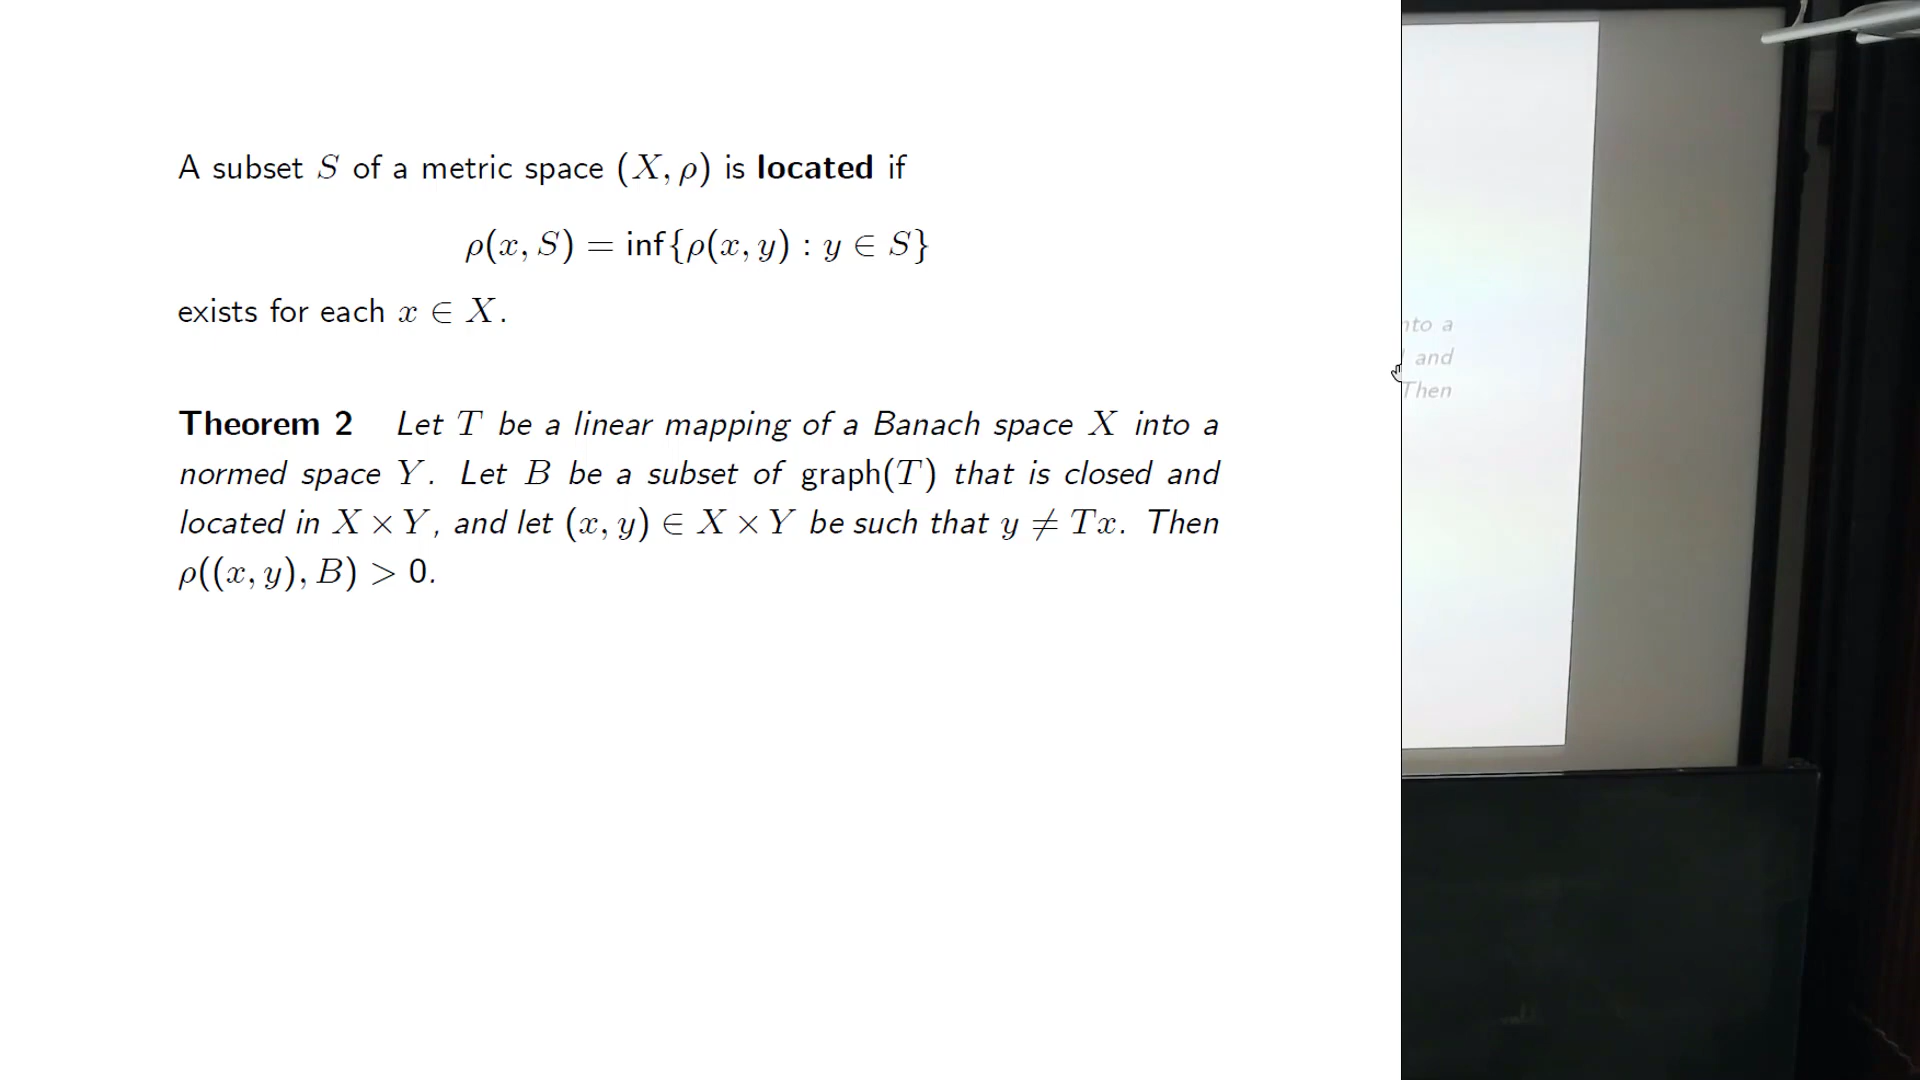 A subset S of a metric space (X, ρ) is located if
ρ(x, S) = inf{ρ(x, y) : y ∈ S}
exists for each x ∈ X.
Theorem 2 Let T be a linear mapping of a Banach space X into a
normed space Y. Let B be a subset of graph(T) that is closed and
located in X × Y, and let (x, y) ∈ X × Y be such that y ≠ Tx. Then
ρ((x, y), B) > 0.
and
Then